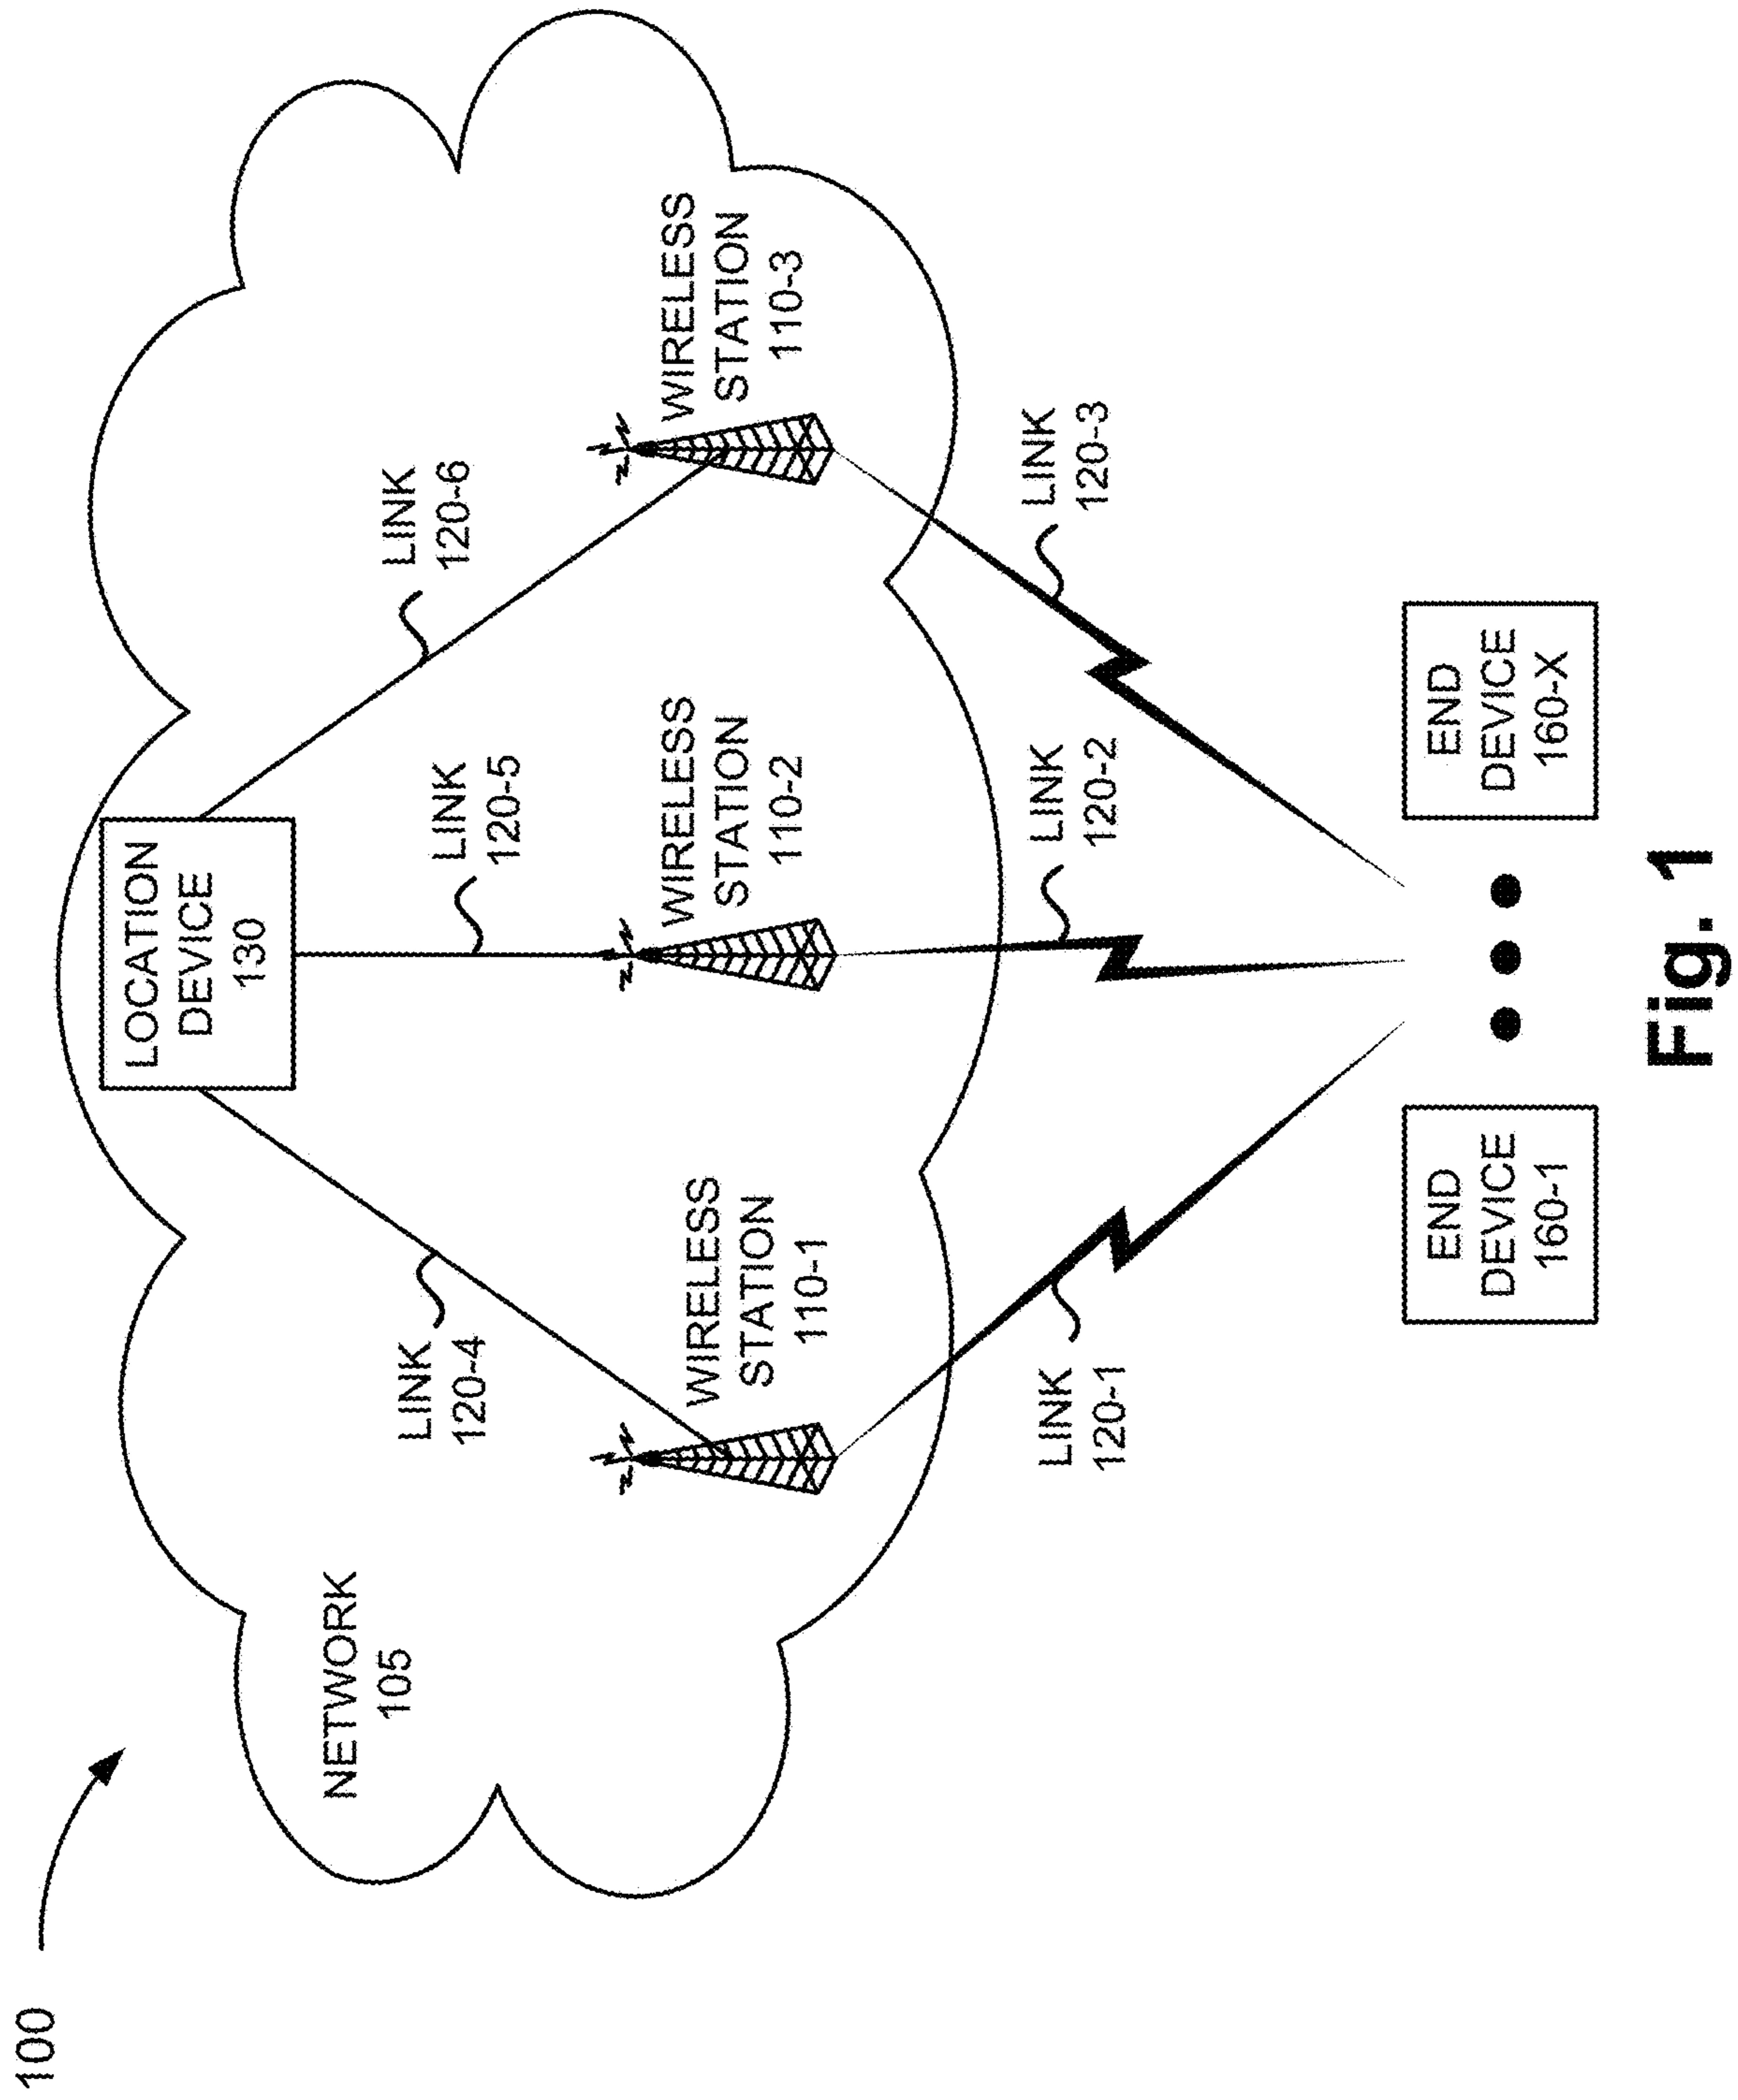 100
NETWORK
105
LOCATION
DEVICE
130
LINK
120-4
LINK
120-5
LINK
120-6
WIRELESS
STATION
110-1
WIRELESS
STATION
110-2
WIRELESS
STATION
110-3
LINK
120-1
LINK
120-2
LINK
120-3
END
DEVICE
160-1
END
DEVICE
160-X
Fig. 1